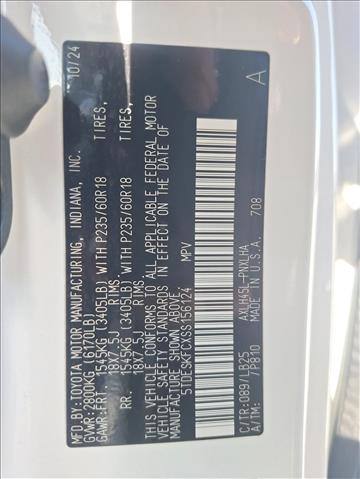 MFD. BY:
TOYOTA MOTOR MANUFACTURING, INDIANA, INC. 10/24
GVWR:2800KG (6170LB)
GAWR:FRT. 1545KG (3405LB) WITH P235/60R18 TIRES,
18X7.5J RIMS
RR. 1545KG (3405LB) WITH P235/60R18 TIRES,
18X7.5J RIMS
THIS VEHICLE CONFORMS TO ALL APPLICABLE FEDERAL MOTOR
VEHICLE SAFETY STANDARDS IN EFFECT ON THE DATE OF
MANUFACTURE SHOWN ABOVE.
5TDESKFCXSS156124 MPV A
C/TR:089/LB25 AXLH45L-PNXLHA
A/TM: /P810 MADE IN U.S.A. 708